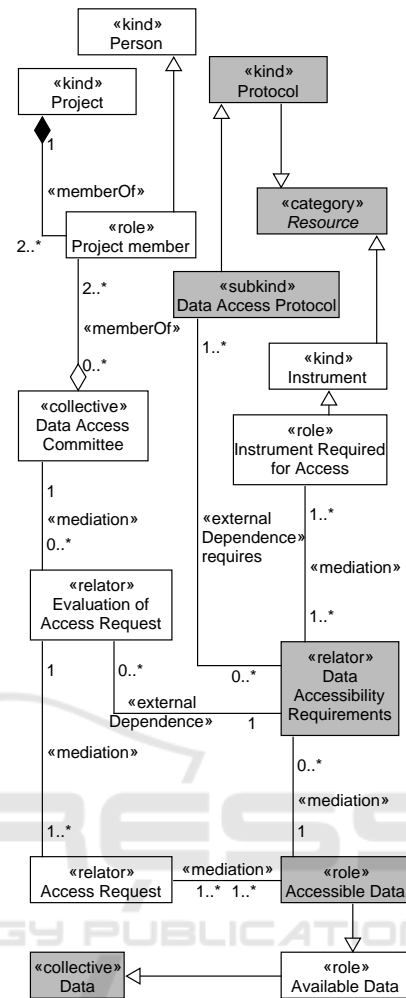 «kind»
Person
«kind»
Project
«kind»
Protocol
1
«memberOf»
«category»
Resource
«role»
Project member
2..*
2..*
«subkind»
Data Access Protocol
«memberOf»
1..*
0..*
«kind»
Instrument
«collective»
Data Access
Committee
«role»
Instrument Required
for Access
1
1..*
«mediation»
«external
Dependence»
requires
0..*
«mediation»
«relator»
Evaluation of
Access Request
1..*
1
0..*
0..*
«relator»
Data
Accessibility
Requirements
«external
Dependence»
1
«mediation»
0..*
«mediation»
1..*
1
«relator»
Access Request
«mediation»
1..* 1..*
«role»
Accessible Data
RESS
GY PUBLICATION
«collective»
Data
«role»
Available Data